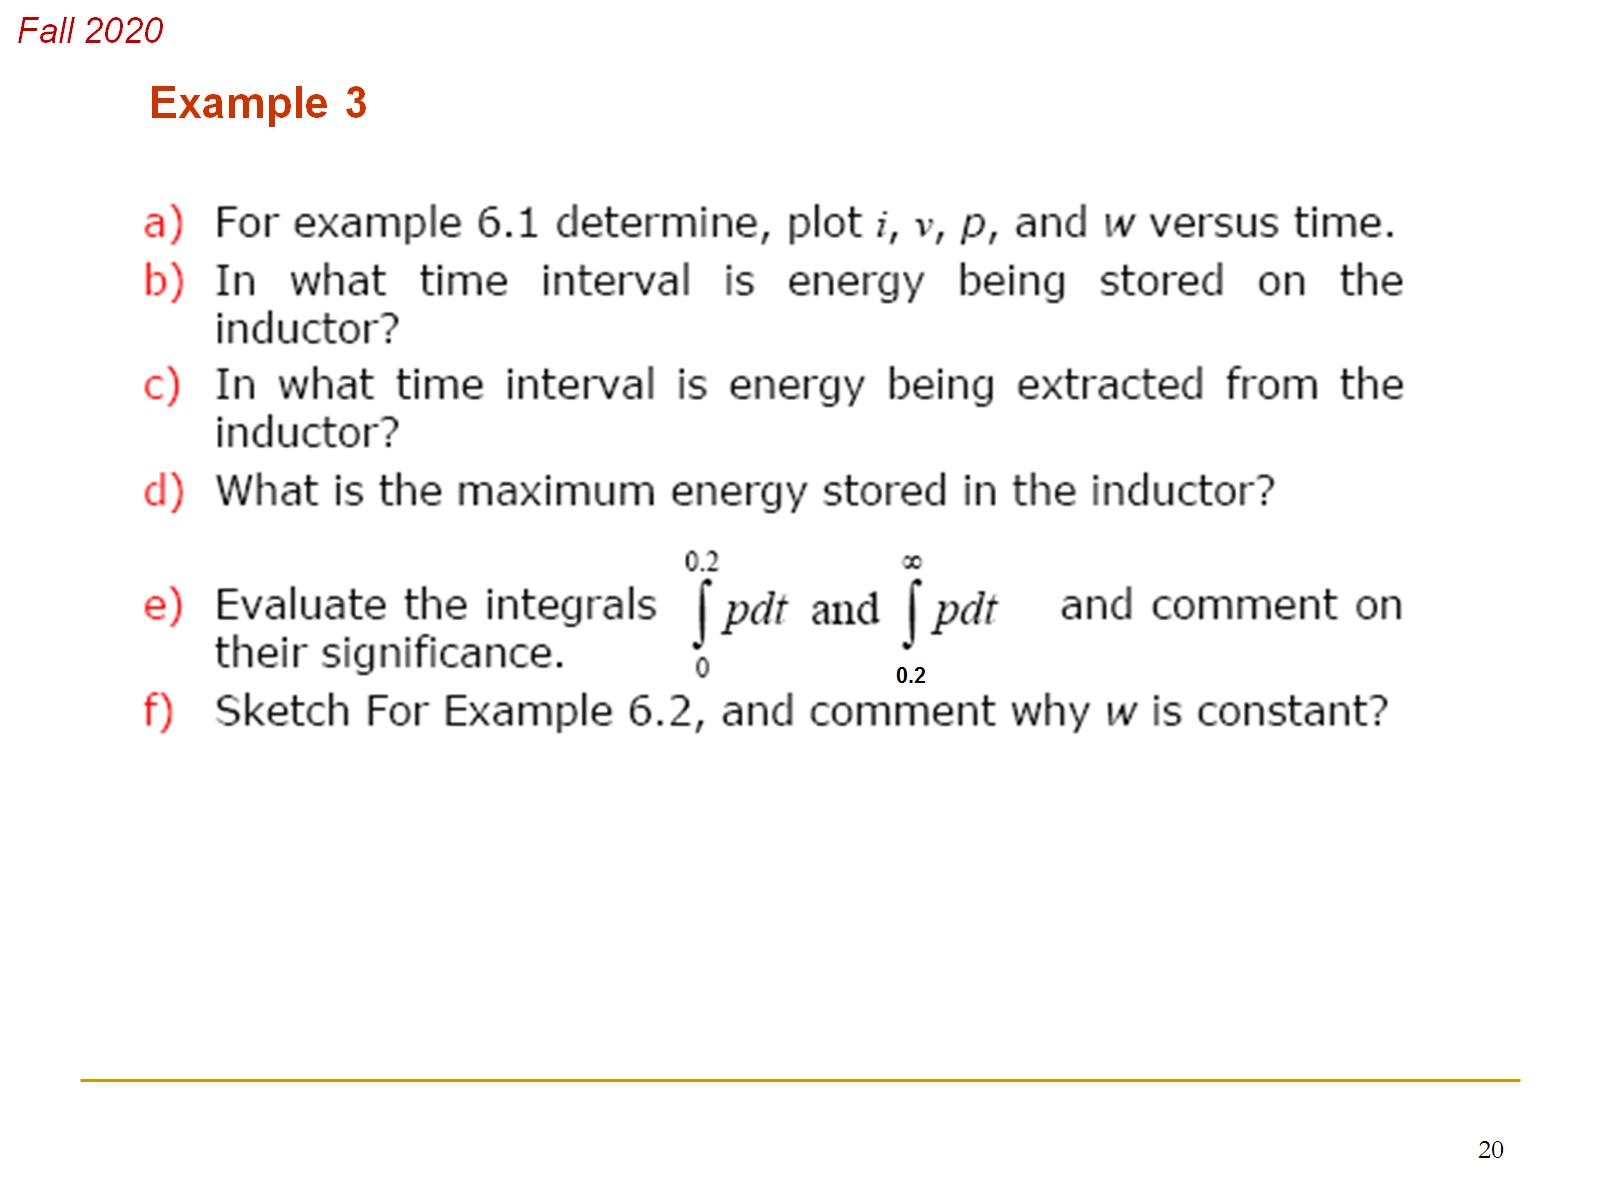 Fall 2020
Example 3
a) For example 6.1 determine, plot i, v, p, and w versus time.
b) In what time interval is energy being stored on the
inductor?
c) In what time interval is energy being extracted from the
inductor?
d) What is the maximum energy stored in the inductor?
e) Evaluate the integrals ∫₀^0.2 pdt and ∫_0.2^∞ pdt and comment on
their significance.
f) Sketch For Example 6.2, and comment why w is constant?
20